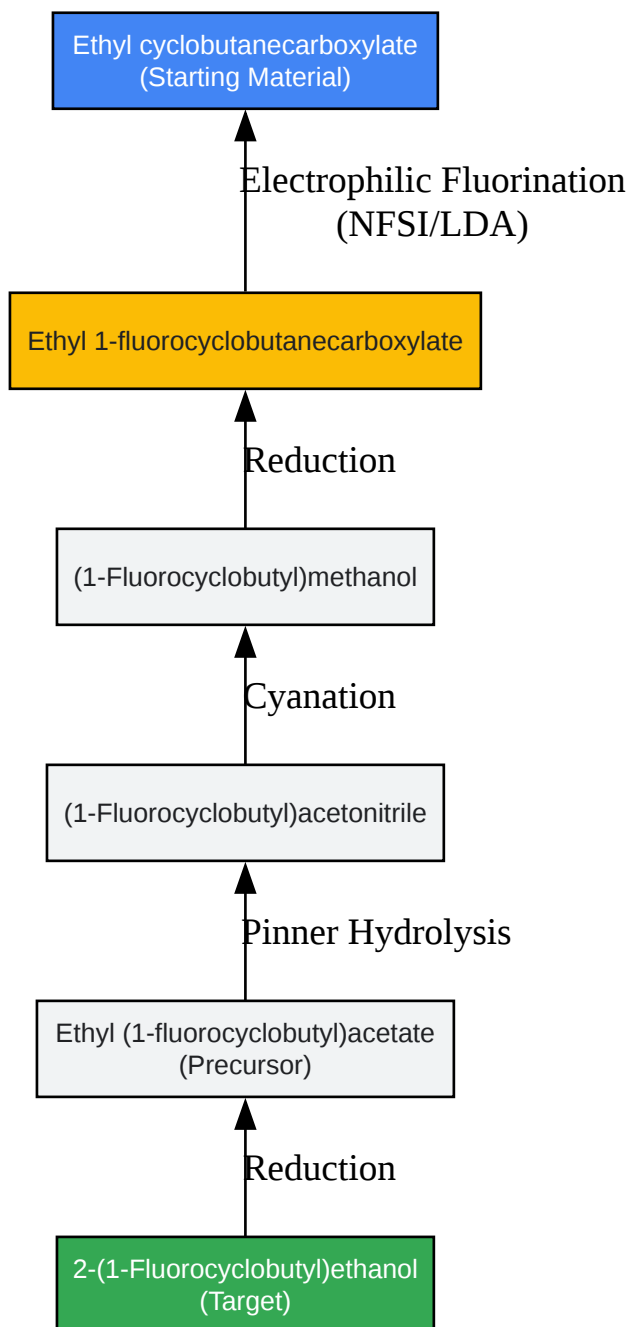 Ethyl cyclobutanecarboxylate
(Starting Material)
Electrophilic Fluorination
(NFSI/LDA)
Ethyl 1-fluorocyclobutanecarboxylate
Reduction
(1-Fluorocyclobutyl)methanol
Cyanation
(1-Fluorocyclobutyl)acetonitrile
Pinner Hydrolysis
Ethyl (1-fluorocyclobutyl)acetate
(Precursor)
Reduction
2-(1-Fluorocyclobutyl)ethanol
(Target)